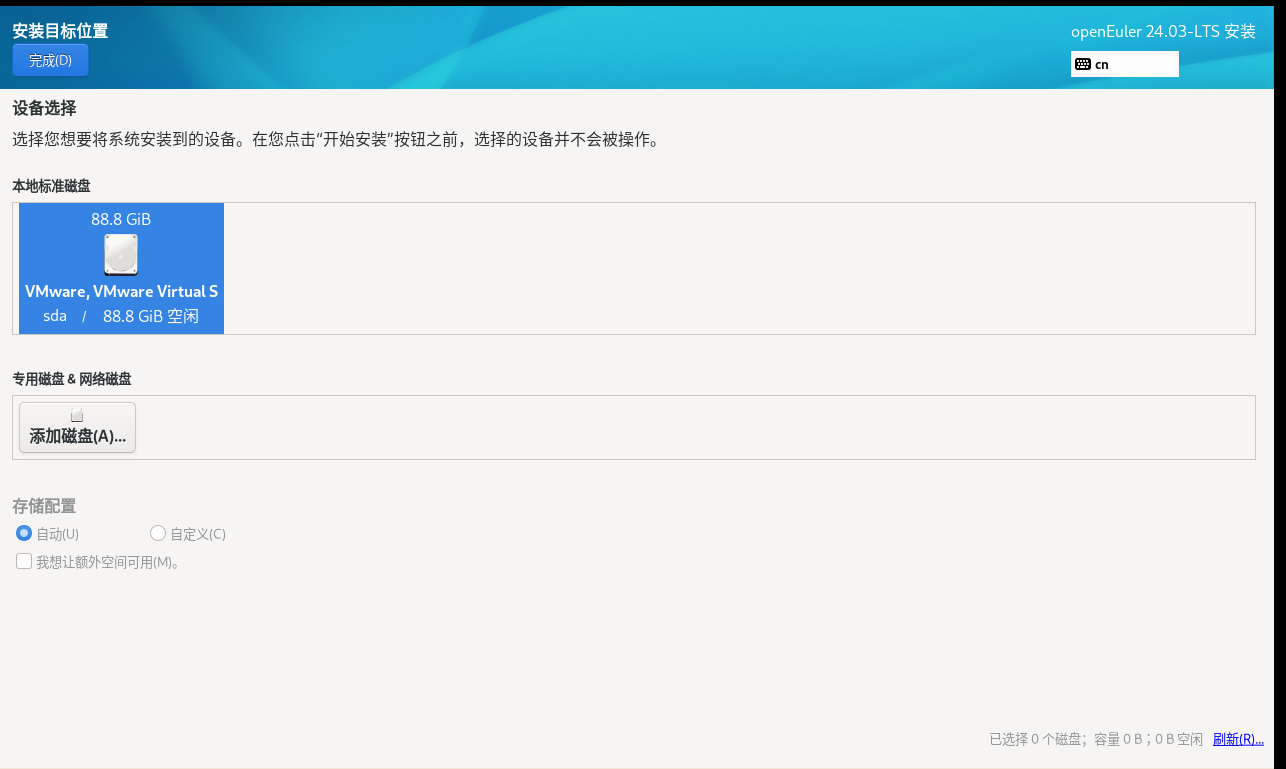 安装目标位置
openEuler 24.03-LTS 安装
完成(D)
cn
设备选择
选择您想要将系统安装到的设备。在您点击“开始安装”按钮之前，选择的设备并不会被操作。
本地标准磁盘
88.8 GiB
VMware, VMware Virtual S
sda / 88.8 GiB 空闲
专用磁盘 & 网络磁盘
添加磁盘(A)...
存储配置
自动(U) 自定义(C)
我想让额外空间可用(M)。
已选择 0 个磁盘；容量 0 B；0 B 空闲 刷新(R)...